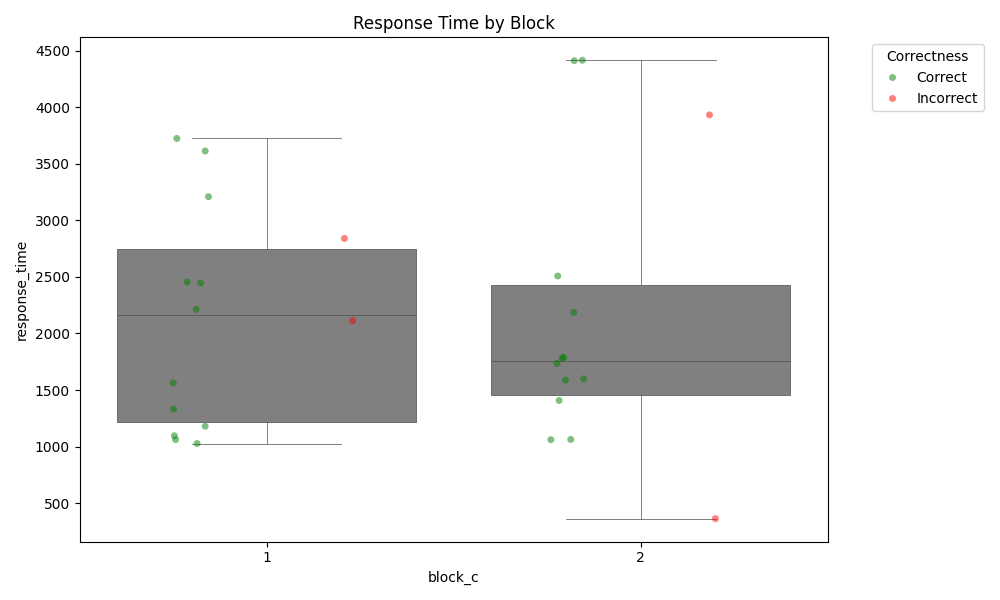 Response Time by Block
Correctness
Correct
Incorrect
response_time
4500
4000
3500
3000
2500
2000
1500
1000
500
1
2
block_c